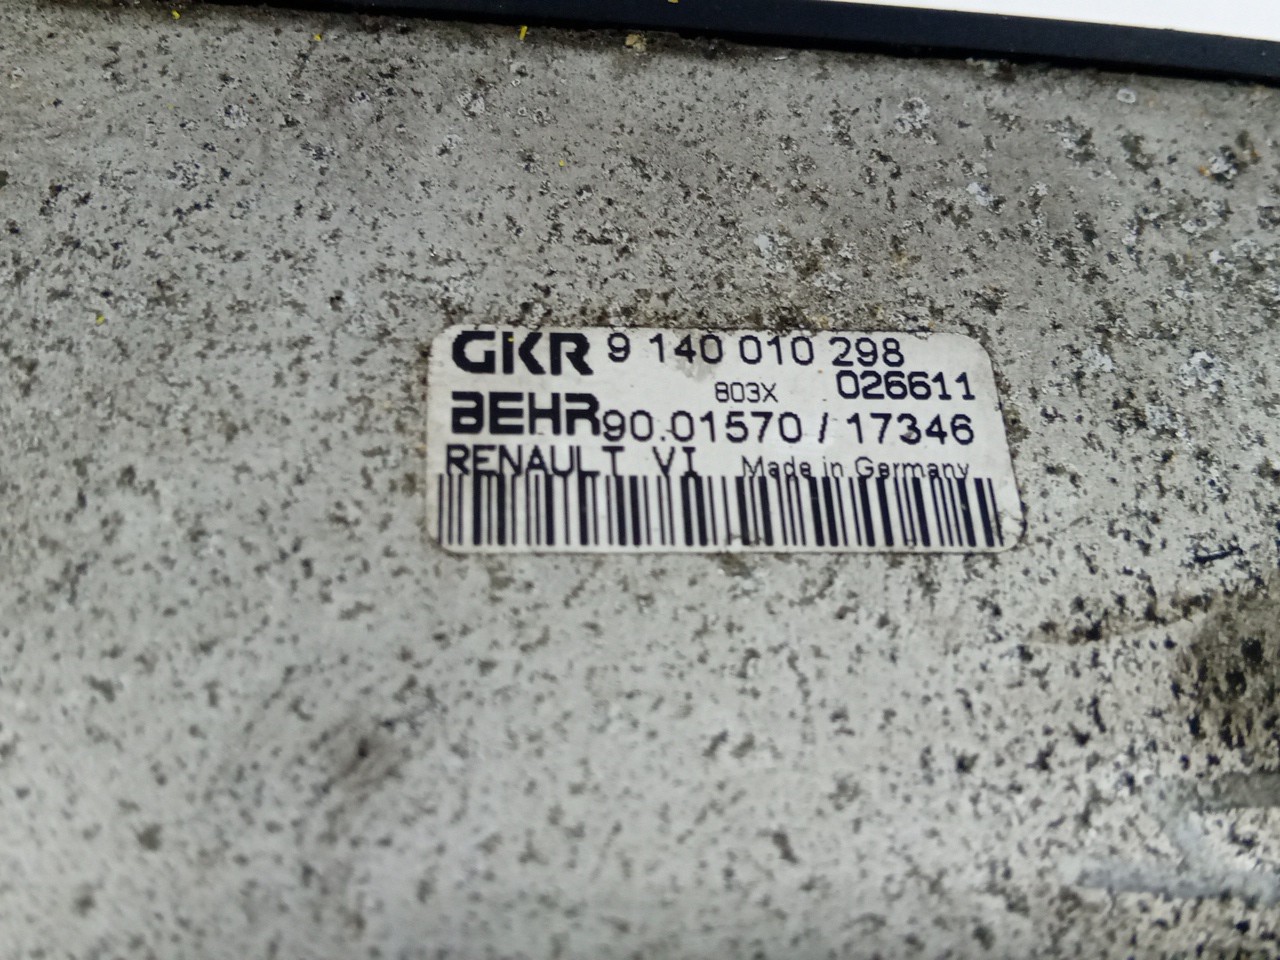 GKR 9 140 010 298
803X 026611
BEHR 90.01570 / 17346
RENAULT VI Made in Germany